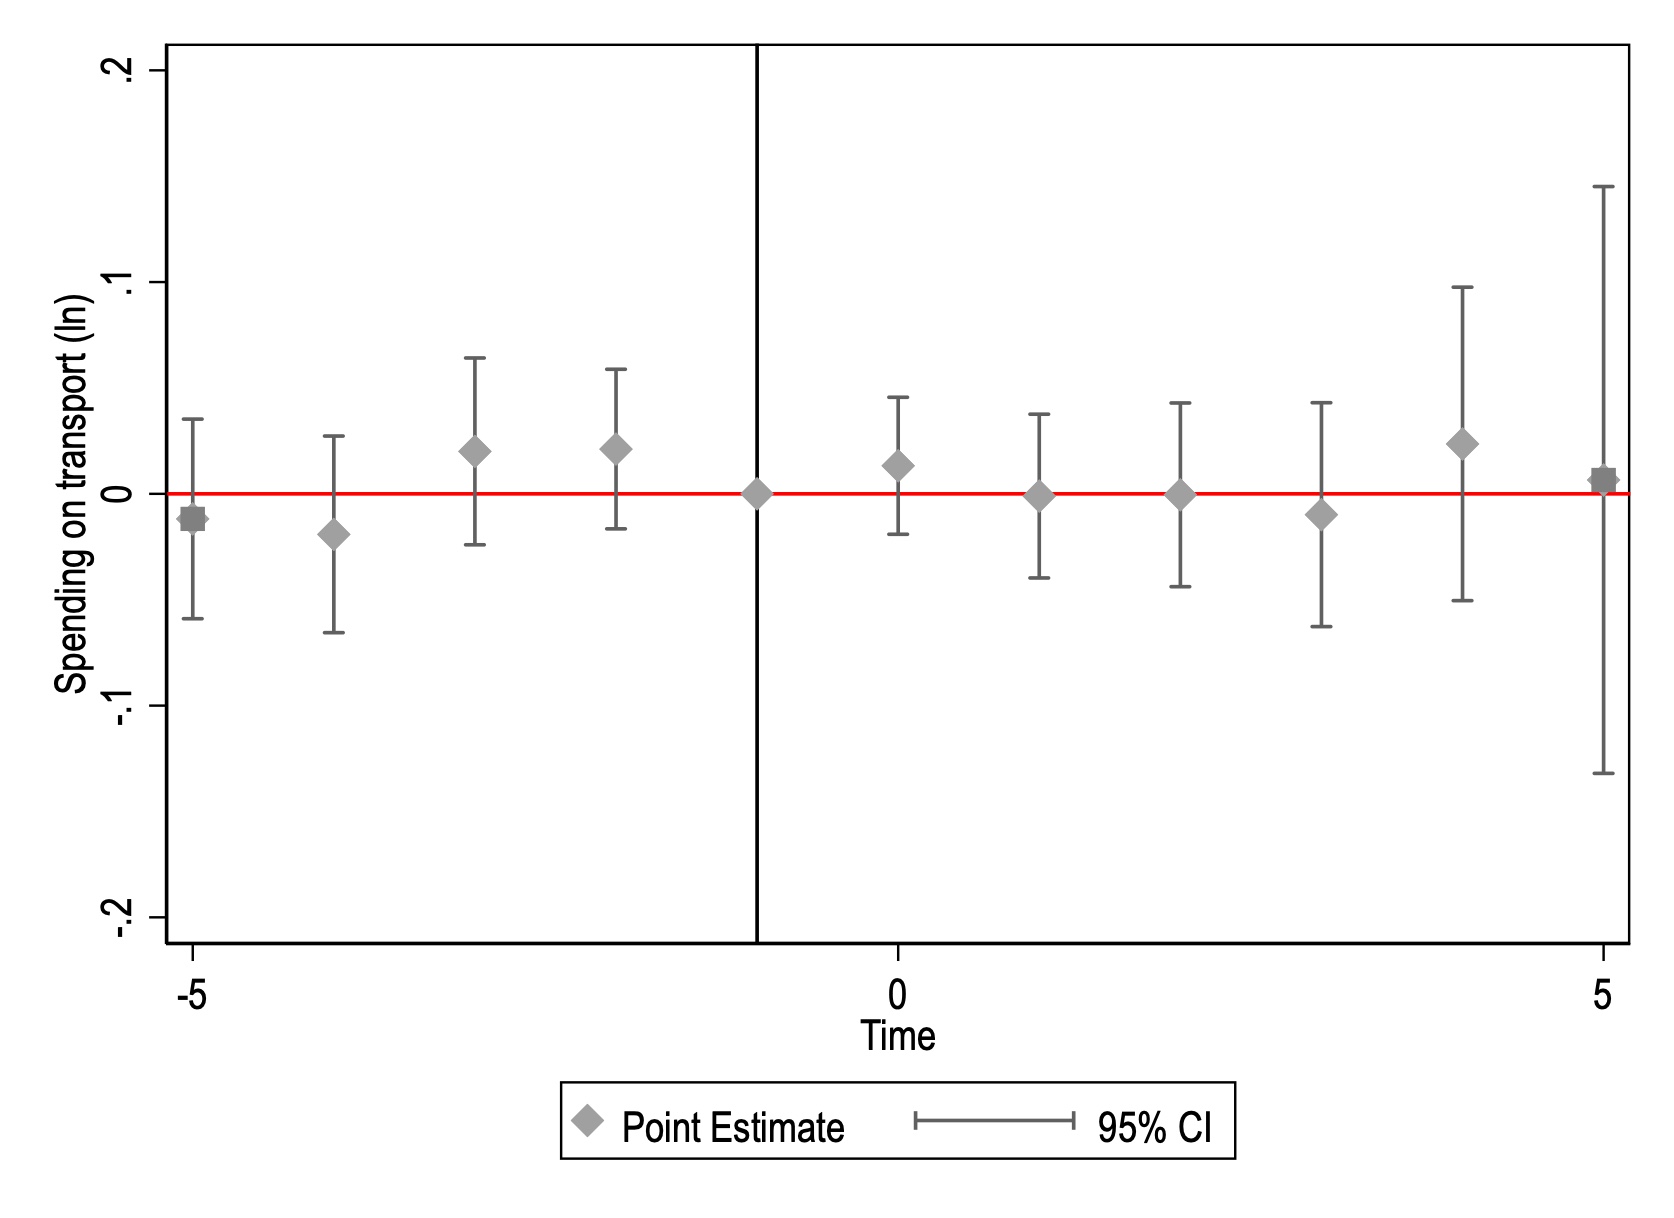 Spending on transport (ln)
.2
.1
0
-.1
-.2
-5 0 5
Time
Point Estimate 95% CI